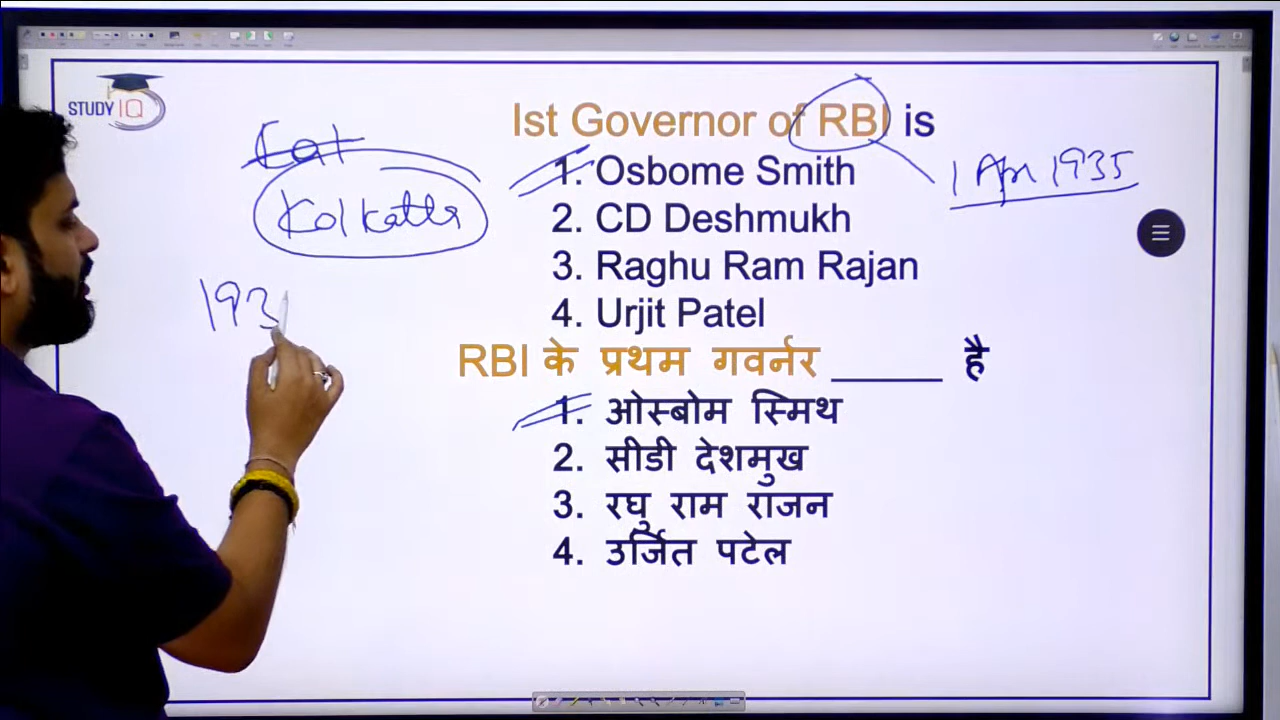 STUDY IQ
Ist Governor of RBI is
1. Osbome Smith
2. CD Deshmukh
3. Raghu Ram Rajan
4. Urjit Patel
RBI के प्रथम गवर्नर ______ है
1. ओस्बोम स्मिथ
2. सीडी देशमुख
3. रघु राम राजन
4. उर्जित पटेल
1 Apr 1935
Cal
Kolkatta
193